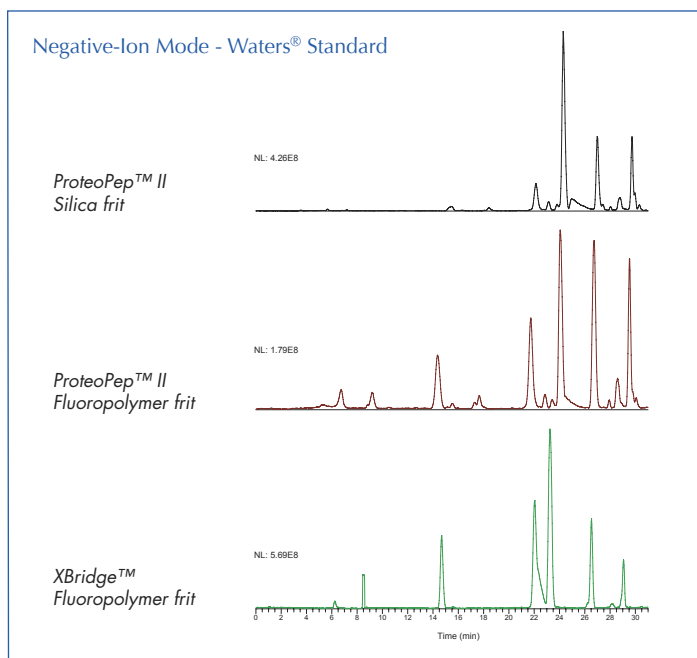 Negative-Ion Mode - Waters® Standard
NL: 4.26E8
ProteoPep™ II
Silica frit
NL: 1.79E8
ProteoPep™ II
Fluoropolymer frit
NL: 5.69E8
XBridge™
Fluoropolymer frit
0 2 4 6 8 10 12 14 16 18 20 22 24 26 28 30
Time (min)